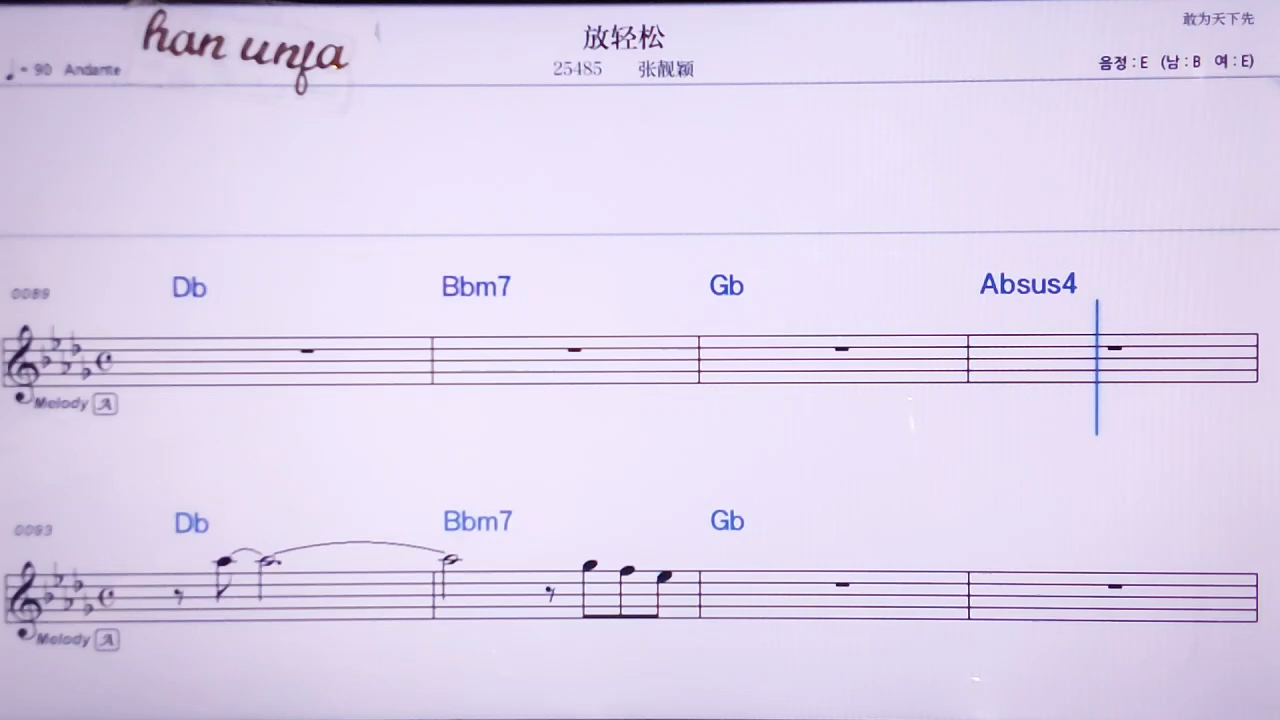 han unfa
放轻松
敢为天下先
♩= 90 Andante
25485 张靓颖
음정 : E (남 : B 여 : E)
0089 Db Bbm7 Gb Absus4
Melody A
0093 Db Bbm7 Gb
Melody A